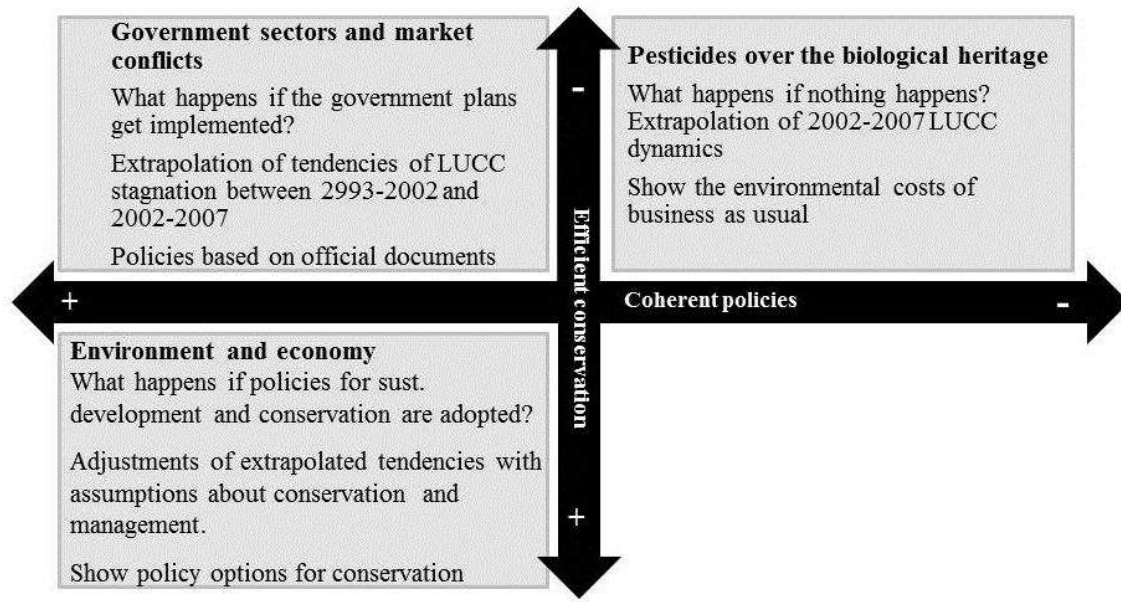 Government sectors and market
conflicts
What happens if the government plans
get implemented?
Extrapolation of tendencies of LUCC
stagnation between 2993-2002 and
2002-2007
Policies based on official documents
-
Pesticides over the biological heritage
What happens if nothing happens?
Extrapolation of 2002-2007 LUCC
dynamics
Show the environmental costs of
business as usual
Efficient conservation
+
Coherent policies
-
Environment and economy
What happens if policies for sust.
development and conservation are adopted?
Adjustments of extrapolated tendencies with
assumptions about conservation and
management.
Show policy options for conservation
+